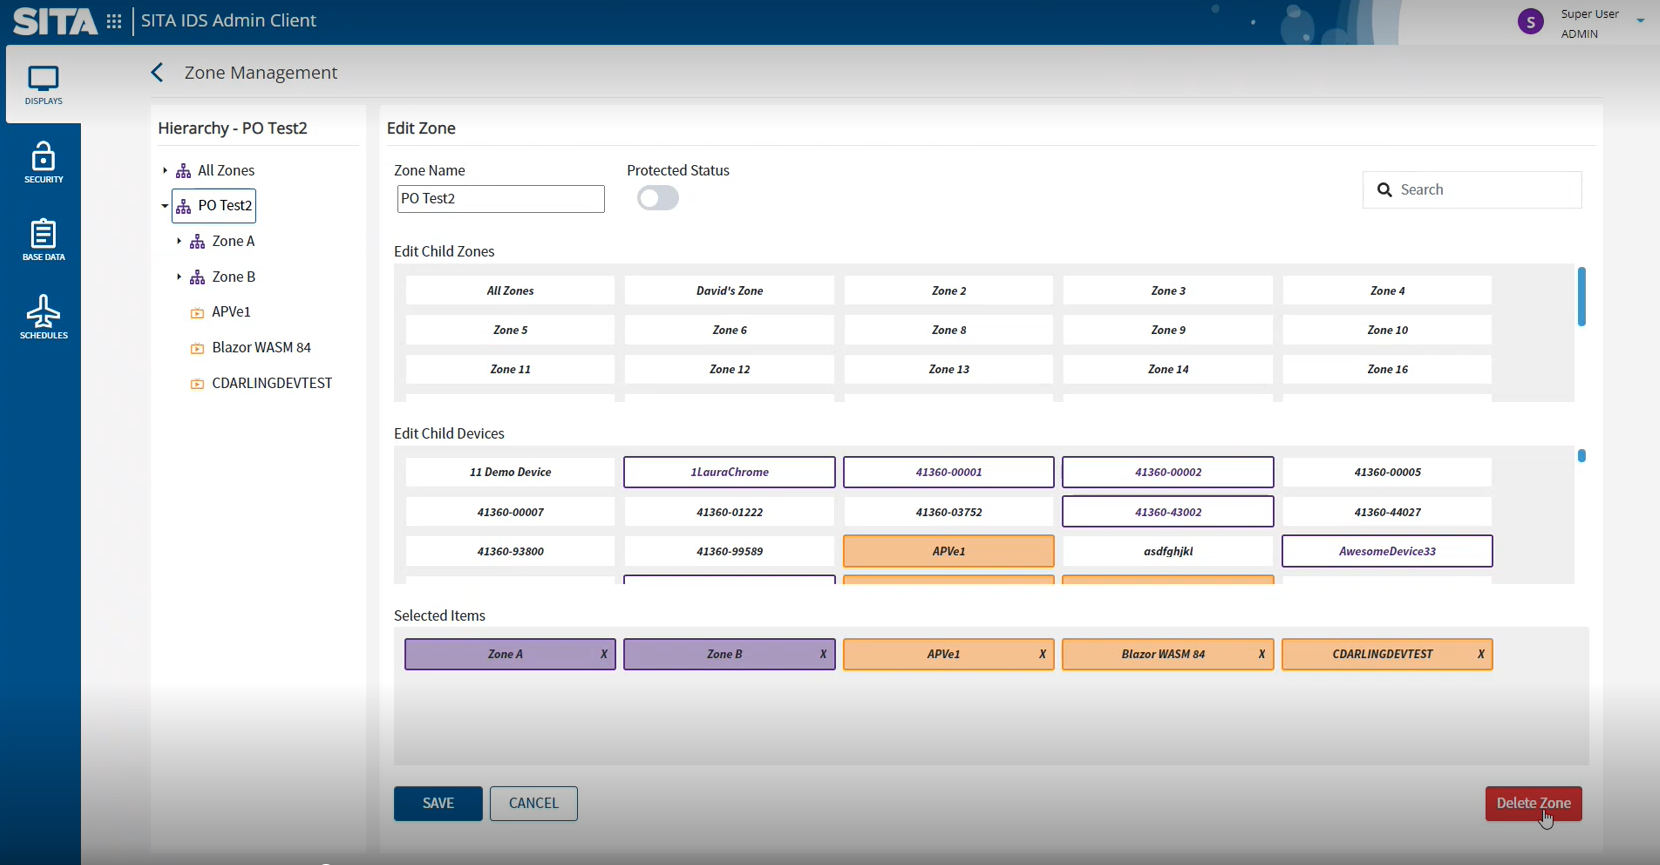 SITA SITA IDS Admin Client
S Super User
ADMIN
DISPLAYS
SECURITY
BASE DATA
SCHEDULES
Zone Management
Hierarchy - PO Test2
All Zones
PO Test2
Zone A
Zone B
APVe1
Blazor WASM 84
CDARLINGDEVTEST
Edit Zone
Zone Name Protected Status
PO Test2
Search
Edit Child Zones
All Zones David's Zone Zone 2 Zone 3 Zone 4
Zone 5 Zone 6 Zone 8 Zone 9 Zone 10
Zone 11 Zone 12 Zone 13 Zone 14 Zone 16
Edit Child Devices
11 Demo Device 1LauraChrome 41360-00001 41360-00002 41360-00005
41360-00007 41360-01222 41360-03752 41360-43002 41360-44027
41360-93800 41360-99589 APVe1 asdfghjkl AwesomeDevice33
Selected Items
Zone A X Zone B X APVe1 X Blazor WASM 84 X CDARLINGDEVTEST X
SAVE CANCEL Delete Zone